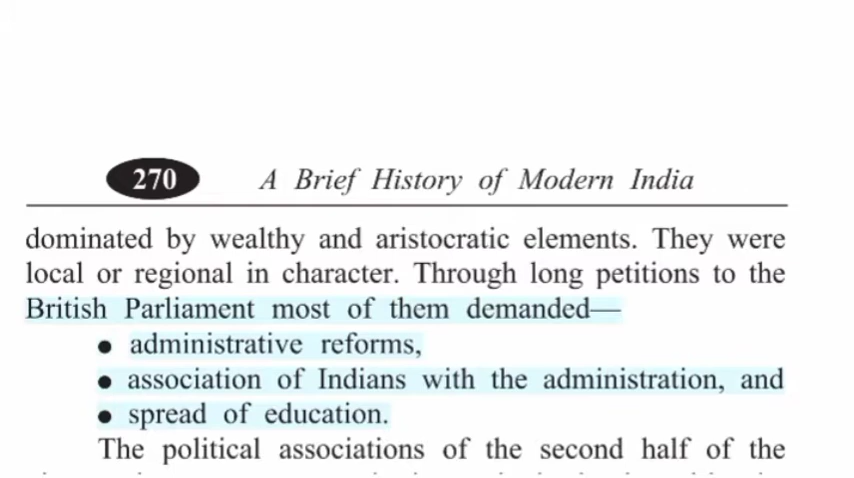 270 A Brief History of Modern India
dominated by wealthy and aristocratic elements. They were
local or regional in character. Through long petitions to the
British Parliament most of them demanded—
● administrative reforms,
● association of Indians with the administration, and
● spread of education.
The political associations of the second half of the